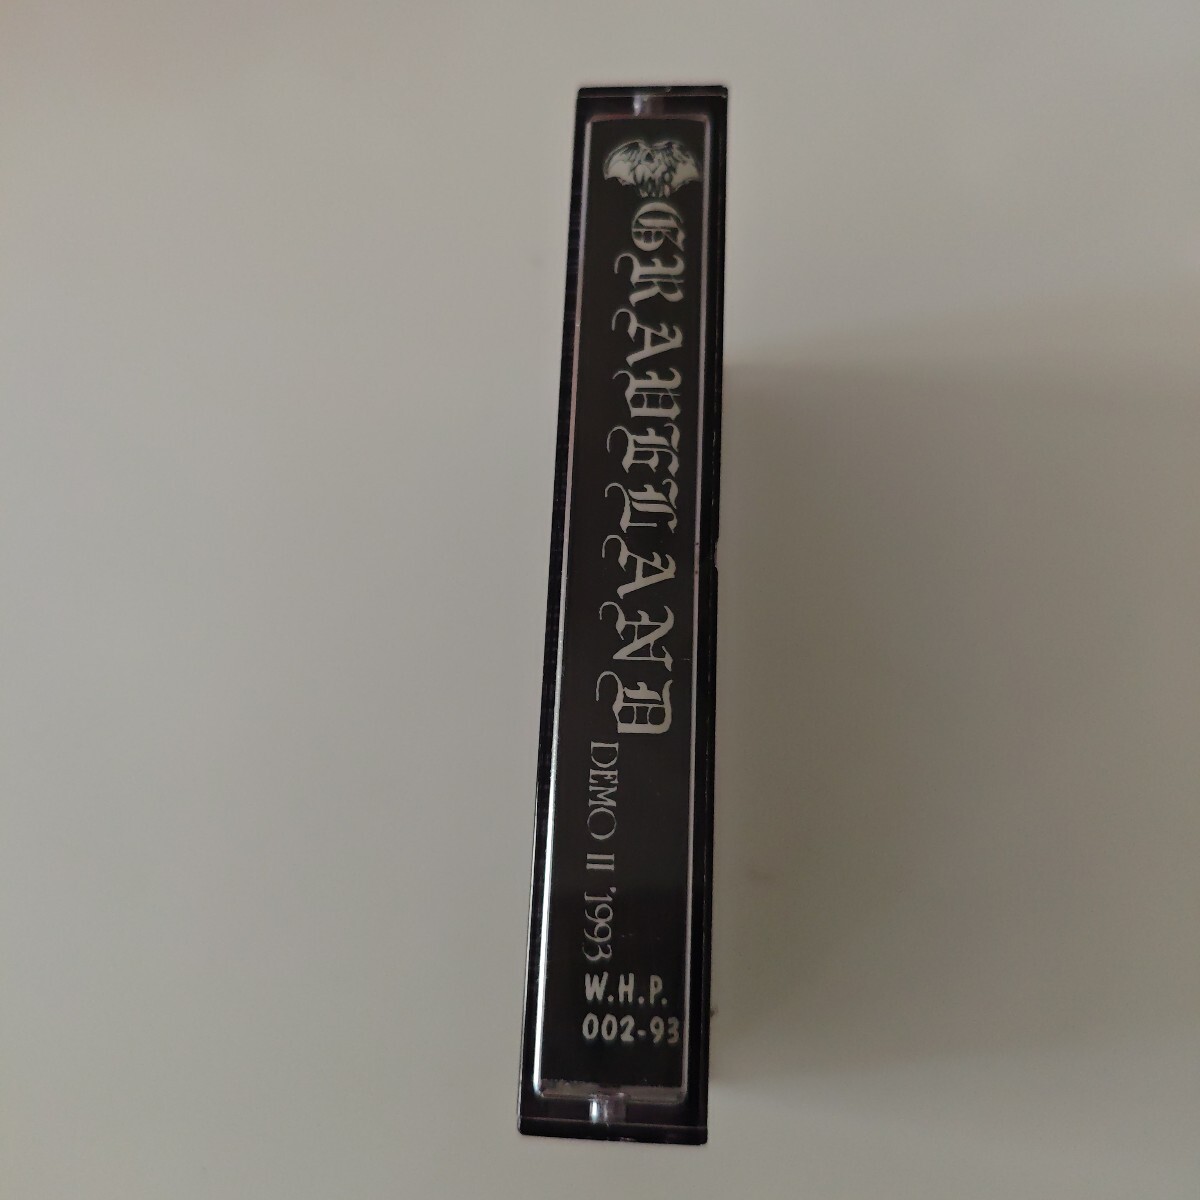 GRAVELAND
DEMO II '1993
W.H.P.
002-93